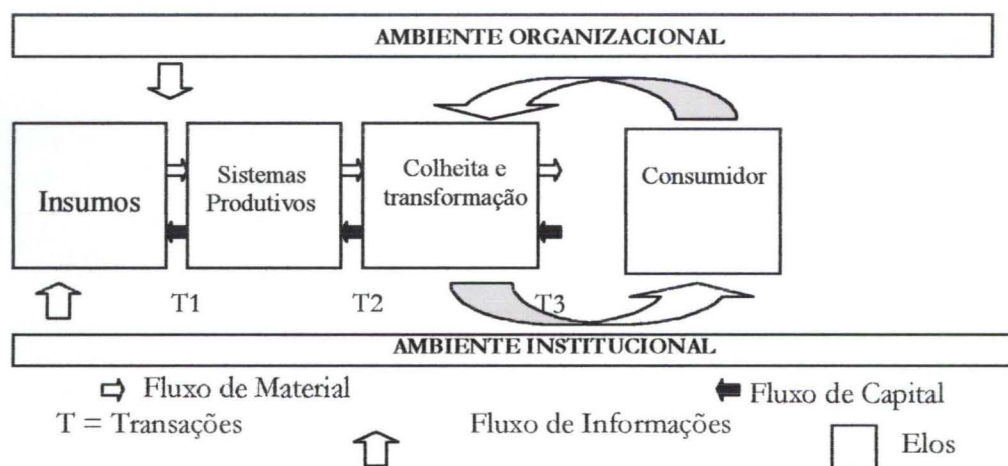 AMBIENTE ORGANIZACIONAL
Insumos
Sistemas
Produtivos
Colheita e
transformação
Consumidor
T1
T2
T3
AMBIENTE INSTITUCIONAL
Fluxo de Material
Fluxo de Capital
T = Transações
Fluxo de Informações
Elos